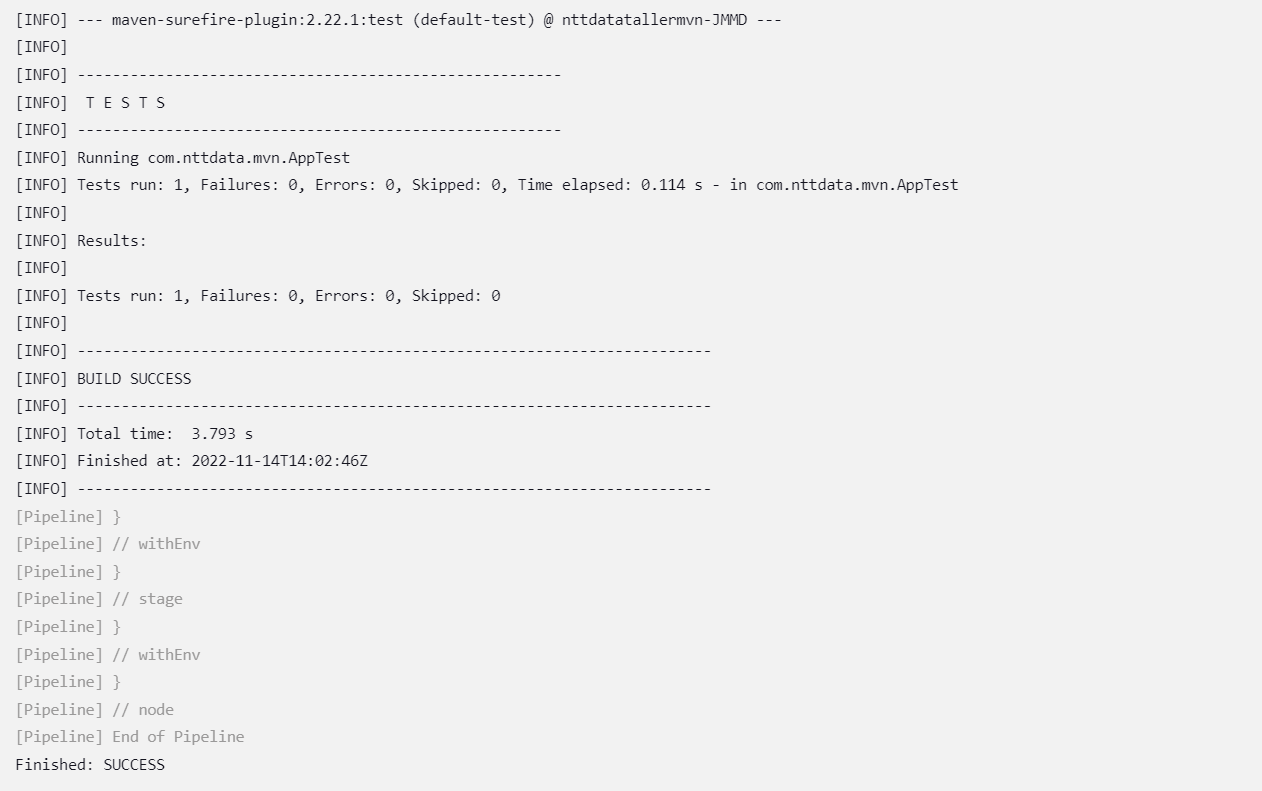 [INFO] --- maven-surefire-plugin:2.22.1:test (default-test) @ nttdatatallermvn-JMMD ---
[INFO]
[INFO] -------------------------------------------------------
[INFO]  T E S T S
[INFO] -------------------------------------------------------
[INFO] Running com.nttdata.mvn.AppTest
[INFO] Tests run: 1, Failures: 0, Errors: 0, Skipped: 0, Time elapsed: 0.114 s - in com.nttdata.mvn.AppTest
[INFO]
[INFO] Results:
[INFO]
[INFO] Tests run: 1, Failures: 0, Errors: 0, Skipped: 0
[INFO]
[INFO] ------------------------------------------------------------------------
[INFO] BUILD SUCCESS
[INFO] ------------------------------------------------------------------------
[INFO] Total time:  3.793 s
[INFO] Finished at: 2022-11-14T14:02:46Z
[INFO] ------------------------------------------------------------------------
[Pipeline] }
[Pipeline] // withEnv
[Pipeline] }
[Pipeline] // stage
[Pipeline] }
[Pipeline] // withEnv
[Pipeline] }
[Pipeline] // node
[Pipeline] End of Pipeline
Finished: SUCCESS